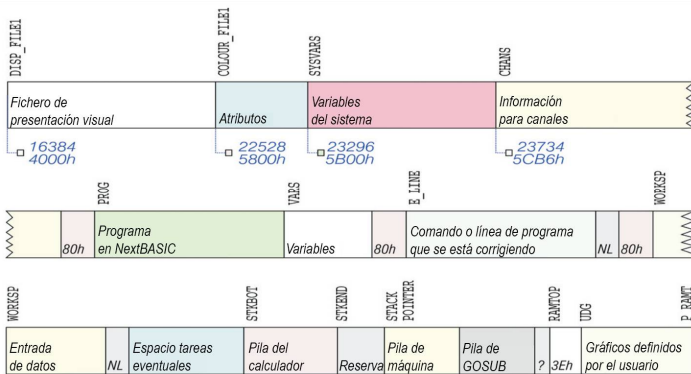 DISP_FILE1
COLOUR_FILE1
SYSVARS
CHANS
Fichero de
presentación visual
Atributos
Variables
del sistema
Información
para canales
16384
4000h
22528
5800h
23296
5B00h
23734
5CB6h
PROG
VARS
E_LINE
WORKSP
80h
Programa
en NextBASIC
Variables
80h
Comando o línea de programa
que se está corrigiendo
NL
80h
WORKSP
STKBOT
STKEND
STACK
POINTER
RAMTOP
UDG
P_RAMT
Entrada
de datos
NL
Espacio tareas
eventuales
Pila del
calculador
Reserva
Pila de
máquina
Pila de
GOSUB
?
3Eh
Gráficos definidos
por el usuario